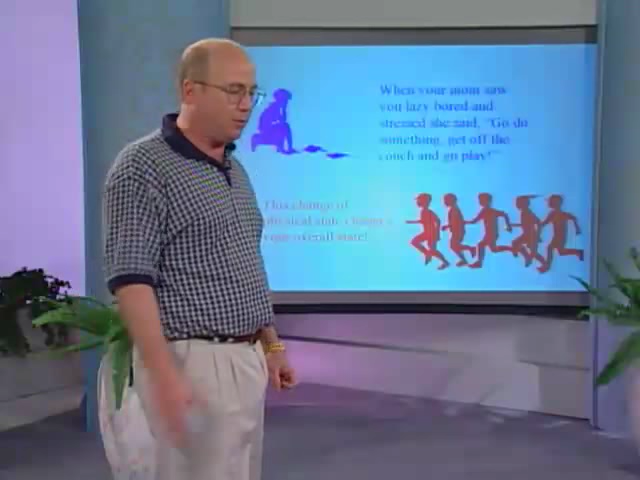 When your mom saw
you lazy bored and
stressed she said, "Go do
something, get off the
couch and go play!"
This change of
physical state change s
your overall state!